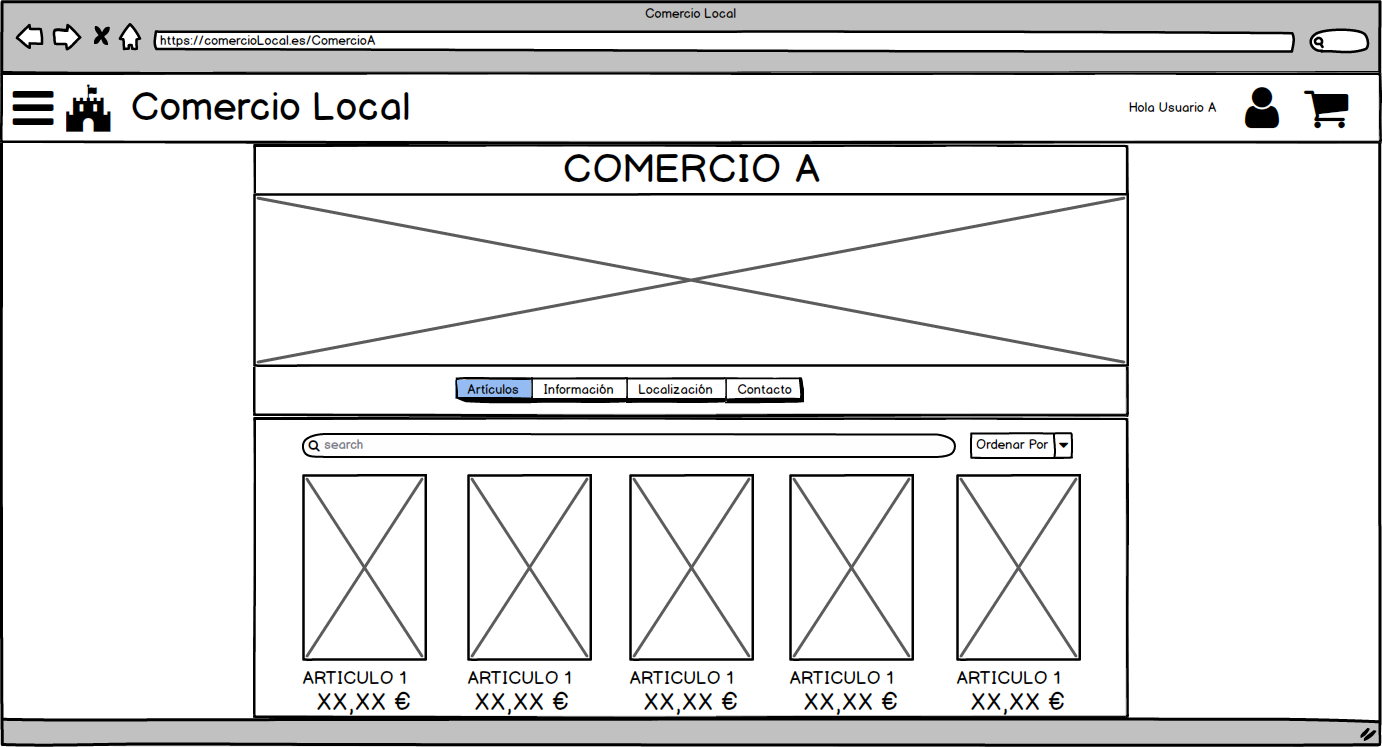 Comercio Local
https://comercioLocal.es/ComercioA
Comercio Local
Hola Usuario A
COMERCIO A
Artículos Información Localización Contacto
search Ordenar Por
ARTICULO 1 ARTICULO 1 ARTICULO 1 ARTICULO 1 ARTICULO 1
XX,XX € XX,XX € XX,XX € XX,XX € XX,XX €